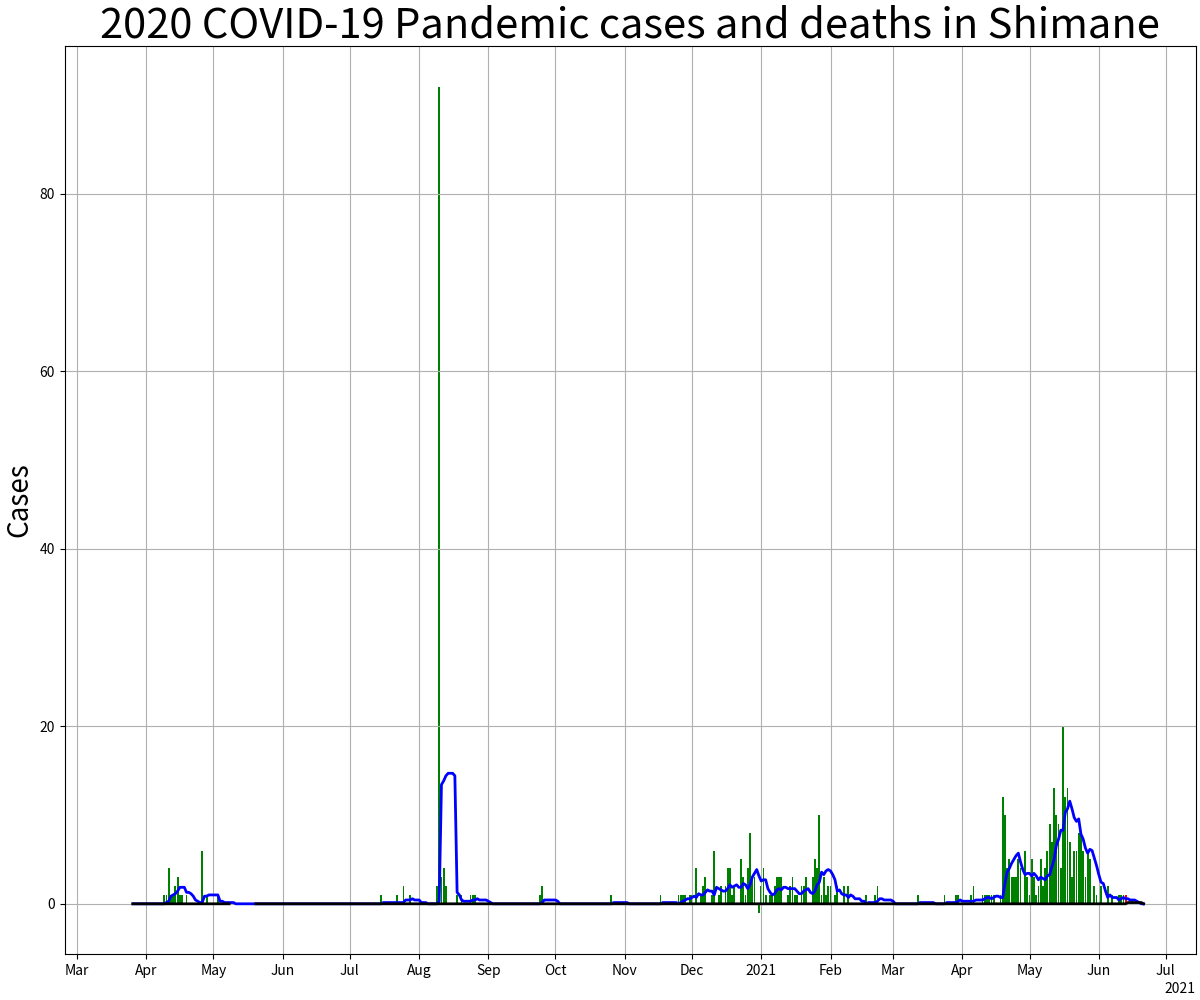 2020 COVID-19 Pandemic cases and deaths in Shimane
Cases
80
60
40
20
0
Mar Apr May Jun Jul Aug Sep Oct Nov Dec 2021 Feb Mar Apr May Jun Jul
2021